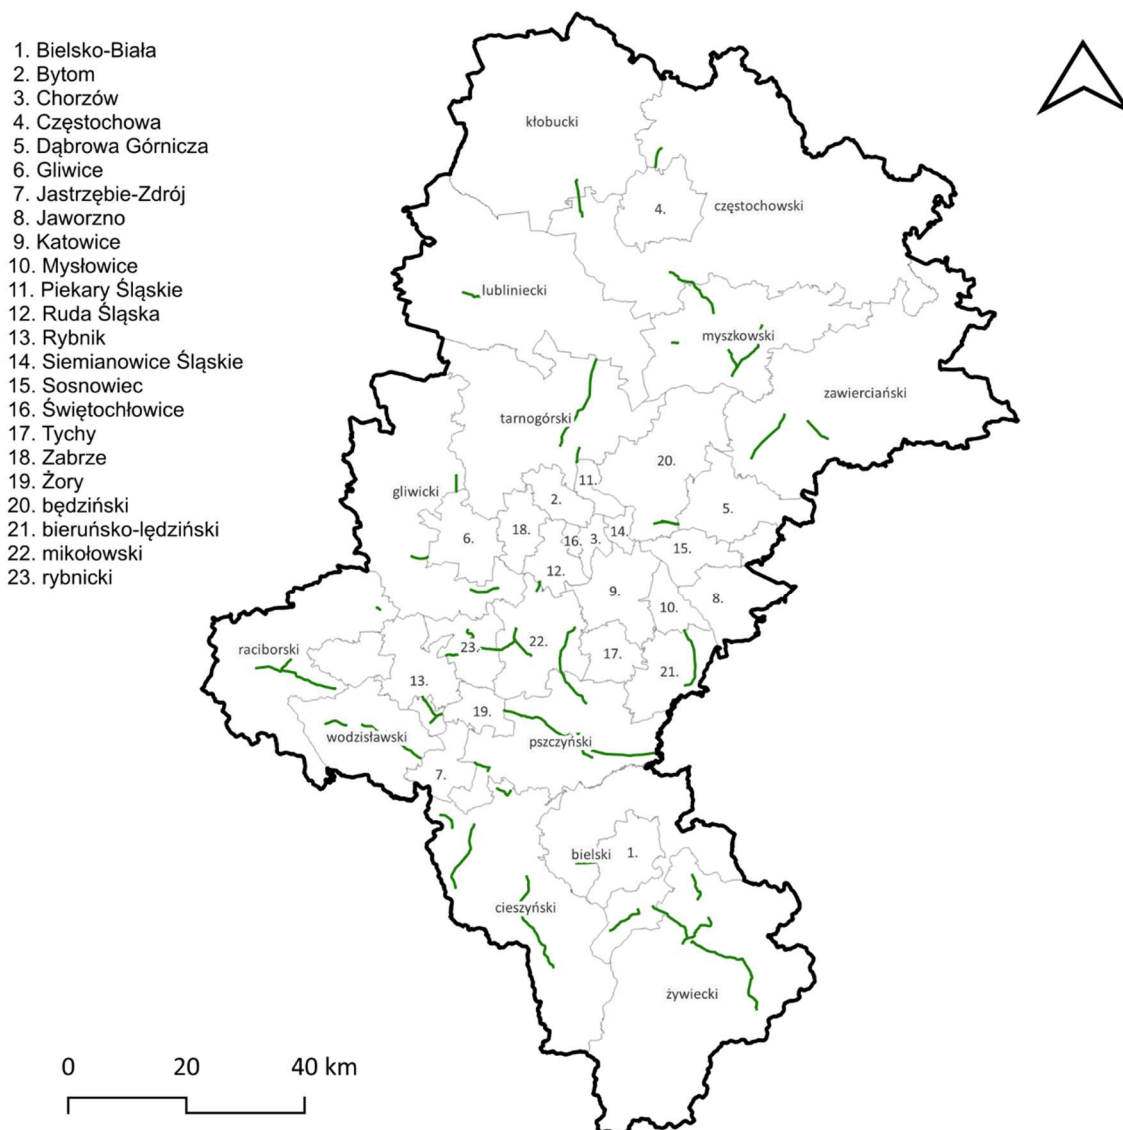 1. Bielsko-Biała
2. Bytom
3. Chorzów
4. Częstochowa
5. Dąbrowa Górnicza
6. Gliwice
7. Jastrzębie-Zdrój
8. Jaworzno
9. Katowice
10. Mysłowice
11. Piekary Śląskie
12. Ruda Śląska
13. Rybnik
14. Siemianowice Śląskie
15. Sosnowiec
16. Świętochłowice
17. Tychy
18. Zabrze
19. Żory
20. będziński
21. bieruńsko-lędziński
22. mikołowski
23. rybnicki
kłobucki
4.
częstochowski
lubliniecki
myszkowski
zawierciański
tarnogórski
20.
11.
gliwicki
2.
5.
18.
14.
6.
16.
3.
15.
12.
9.
8.
10.
22.
23.
raciborski
17.
21.
13.
19.
wodzisławski
pszczyński
7.
bielski
1.
cieszyński
żywiecki
0 20 40 km